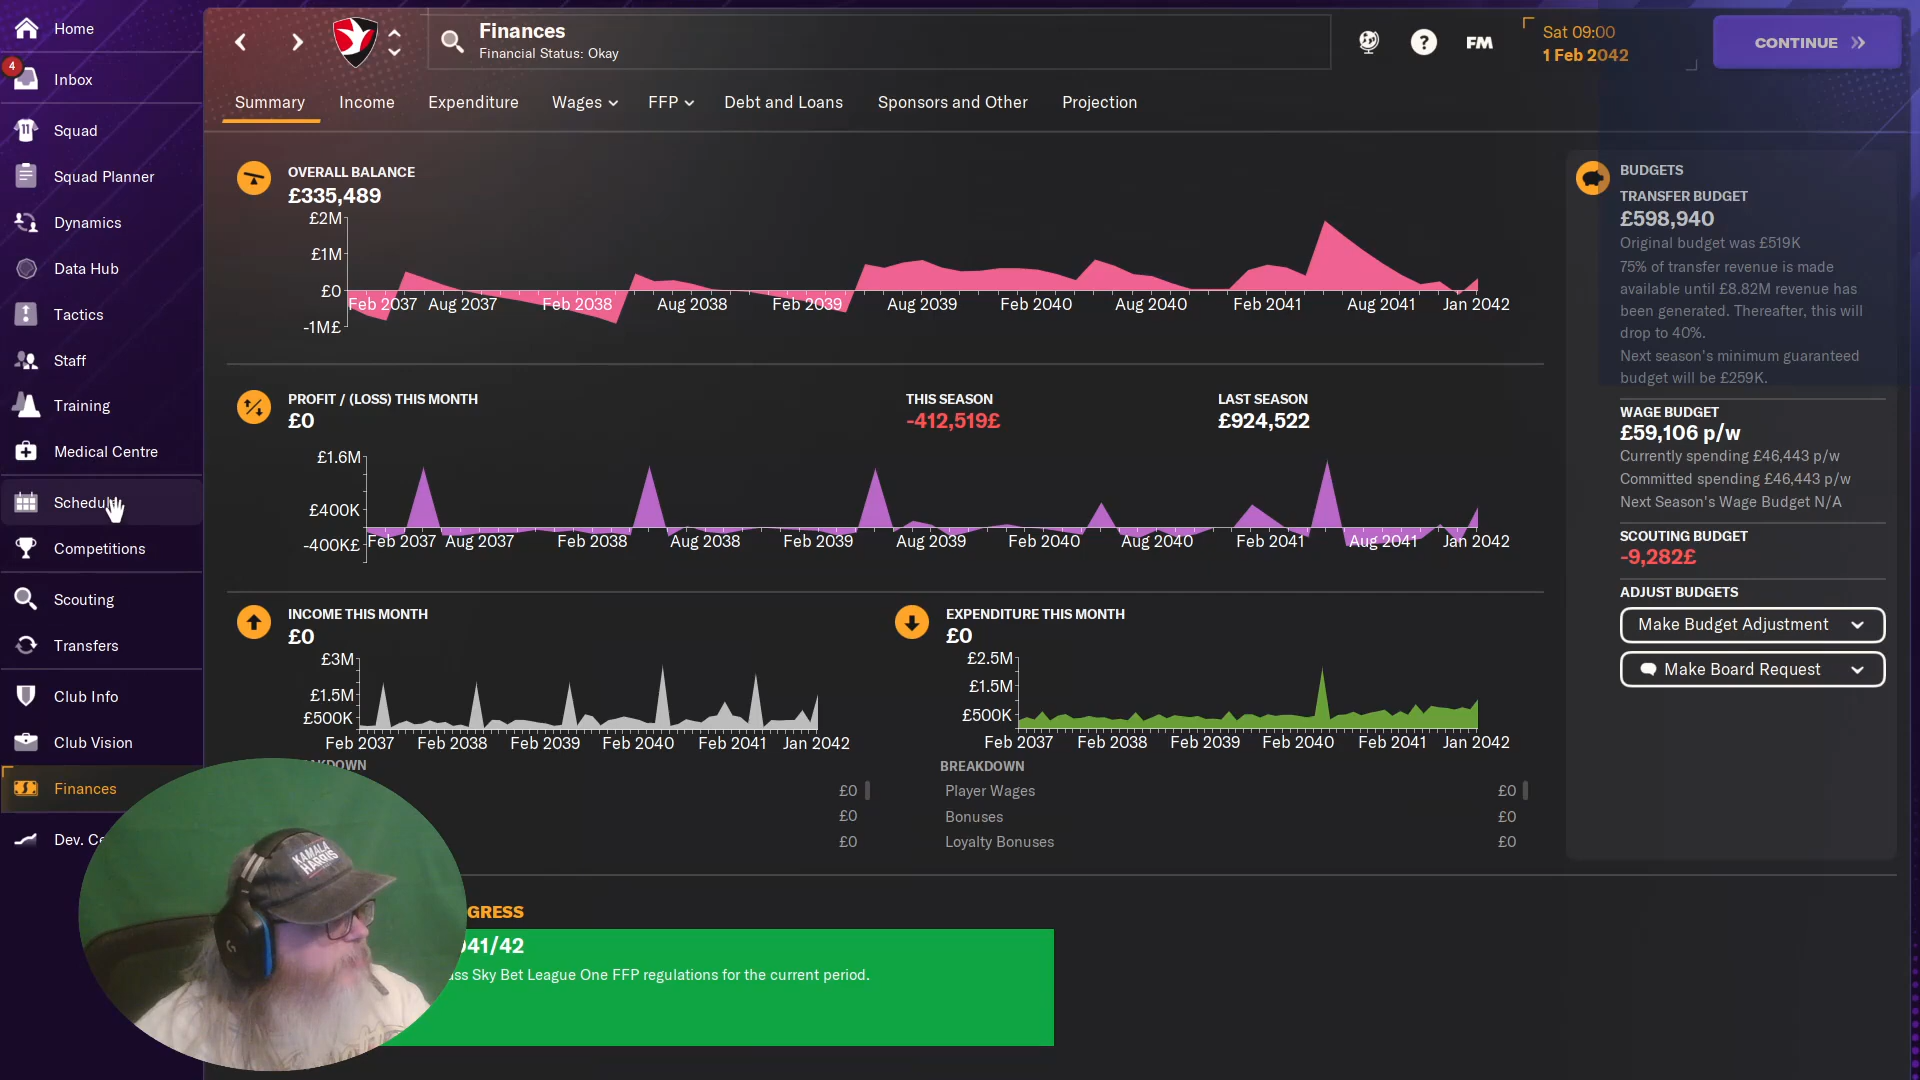 Home
4
Inbox
11
Squad
Squad Planner
Dynamics
Data Hub
Tactics
Staff
Training
Medical Centre
Competitions
Scouting
Transfers
Club Info
Club Vision
Finances
Dev.
Finances
Financial Status: Okay
?
FM
Sat 09:00
1 Feb 2042
CONTINUE
Summary
Income
Expenditure
Wages
FFP
Debt and Loans
Sponsors and Other
Projection
OVERALL BALANCE
£335,489
£2M
£1M
£0
-1M£
Feb 2037 Aug 2037 Feb 2038 Aug 2038 Feb 2039 Aug 2039 Feb 2040 Aug 2040 Feb 2041 Aug 2041 Jan 2042
PROFIT / (LOSS) THIS MONTH
£0
THIS SEASON
-412,519£
LAST SEASON
£924,522
£1.6M
£400K
-400K£
Feb 2037 Aug 2037 Feb 2038 Aug 2038 Feb 2039 Aug 2039 Feb 2040 Aug 2040 Feb 2041 Aug 2041 Jan 2042
INCOME THIS MONTH
£0
£3M
£1.5M
£500K
Feb 2037 Feb 2038 Feb 2039 Feb 2040 Feb 2041 Jan 2042
£0
£0
£0
EXPENDITURE THIS MONTH
£0
£2.5M
£1.5M
£500K
Feb 2037 Feb 2038 Feb 2039 Feb 2040 Feb 2041 Jan 2042
BREAKDOWN
Player Wages £0
Bonuses £0
Loyalty Bonuses £0
41/42
Sky Bet League One FFP regulations for the current period.
BUDGETS
TRANSFER BUDGET
£598,940
Original budget was £519K
75% of transfer revenue is made
available until £8.82M revenue has
been generated. Thereafter, this will
drop to 40%.
Next season's minimum guaranteed
budget will be £259K.
WAGE BUDGET
£59,106 p/w
Currently spending £46,443 p/w
Committed spending £46,443 p/w
Next Season's Wage Budget N/A
SCOUTING BUDGET
-9,282£
ADJUST BUDGETS
Make Budget Adjustment
Make Board Request
KAMALA
HARRIS